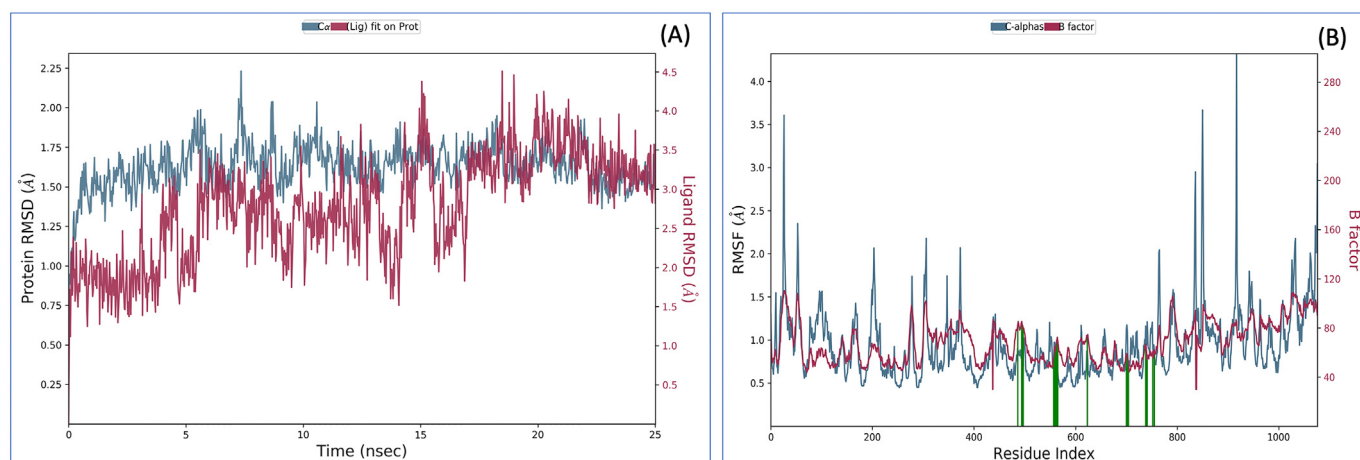 Cα (Lig) fit on Prot
(A)
Protein RMSD (Å)
2.25
2.00
1.75
1.50
1.25
1.00
0.75
0.50
0.25
4.5
4.0
3.5
3.0
2.5
2.0
1.5
1.0
0.5
0.0
Ligand RMSD (Å)
0 5 10 15 20 25
Time (nsec)
C-alphas B factor
(B)
RMSF (Å)
4.0
3.5
3.0
2.5
2.0
1.5
1.0
0.5
280
240
200
160
120
80
40
B factor
0 200 400 600 800 1000
Residue Index